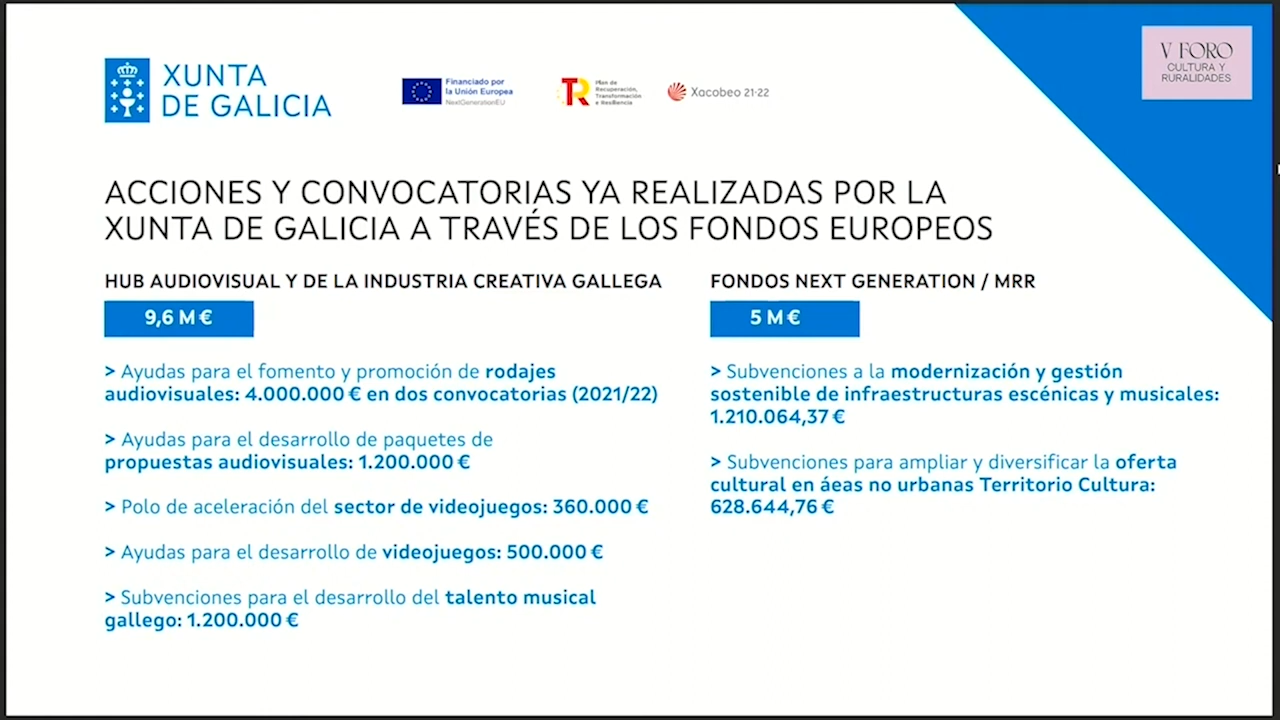 XUNTA
DE GALICIA
Financiado por
la Unión Europea
NextGenerationEU
TR
Plan de
Recuperación,
Transformación
e Resiliencia
Xacobeo 21·22
V FORO
CULTURA Y
RURALIDADES
ACCIONES Y CONVOCATORIAS YA REALIZADAS POR LA
XUNTA DE GALICIA A TRAVÉS DE LOS FONDOS EUROPEOS
HUB AUDIOVISUAL Y DE LA INDUSTRIA CREATIVA GALLEGA
9,6 M €
> Ayudas para el fomento y promoción de rodajes
audiovisuales: 4.000.000 € en dos convocatorias (2021/22)
> Ayudas para el desarrollo de paquetes de
propuestas audiovisuales: 1.200.000 €
> Polo de aceleración del sector de videojuegos: 360.000 €
> Ayudas para el desarrollo de videojuegos: 500.000 €
> Subvenciones para el desarrollo del talento musical
gallego: 1.200.000 €
FONDOS NEXT GENERATION / MRR
5 M €
> Subvenciones a la modernización y gestión
sostenible de infraestructuras escénicas y musicales:
1.210.064,37 €
> Subvenciones para ampliar y diversificar la oferta
cultural en áeas no urbanas Territorio Cultura:
628.644,76 €